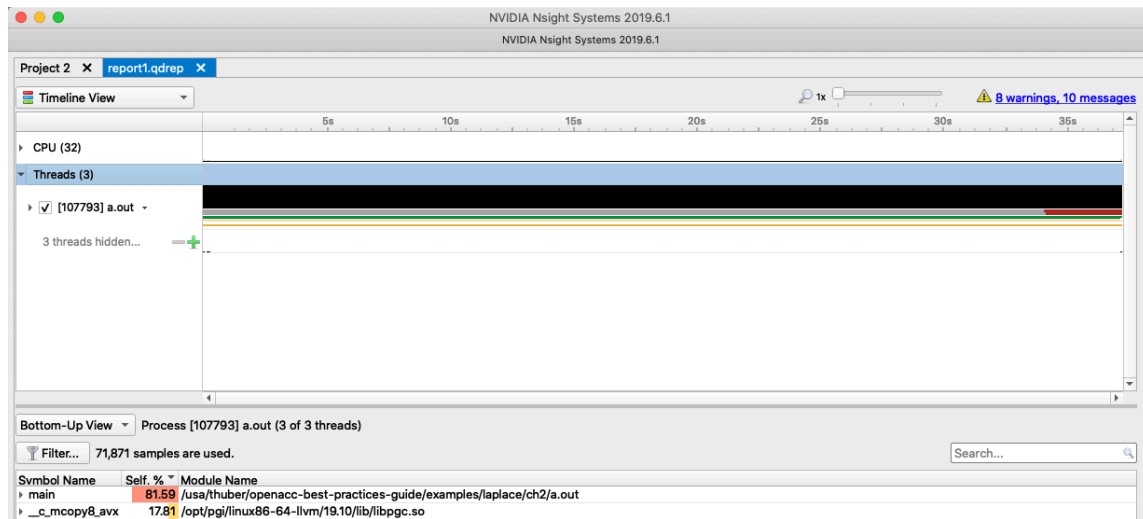 NVIDIA Nsight Systems 2019.6.1
NVIDIA Nsight Systems 2019.6.1
Project 2 report1.qdrep
Timeline View 1x 8 warnings, 10 messages
5s 10s 15s 20s 25s 30s 35s
CPU (32)
Threads (3)
[107793] a.out
3 threads hidden...
Bottom-Up View Process [107793] a.out (3 of 3 threads)
Filter... 71,871 samples are used. Search...
Symbol Name Self, % Module Name
main 81.59 /usa/thuber/openacc-best-practices-guide/examples/laplace/ch2/a.out
__c_mcopy8_avx 17.81 /opt/pgi/linux86-64-llvm/19.10/lib/libpgc.so